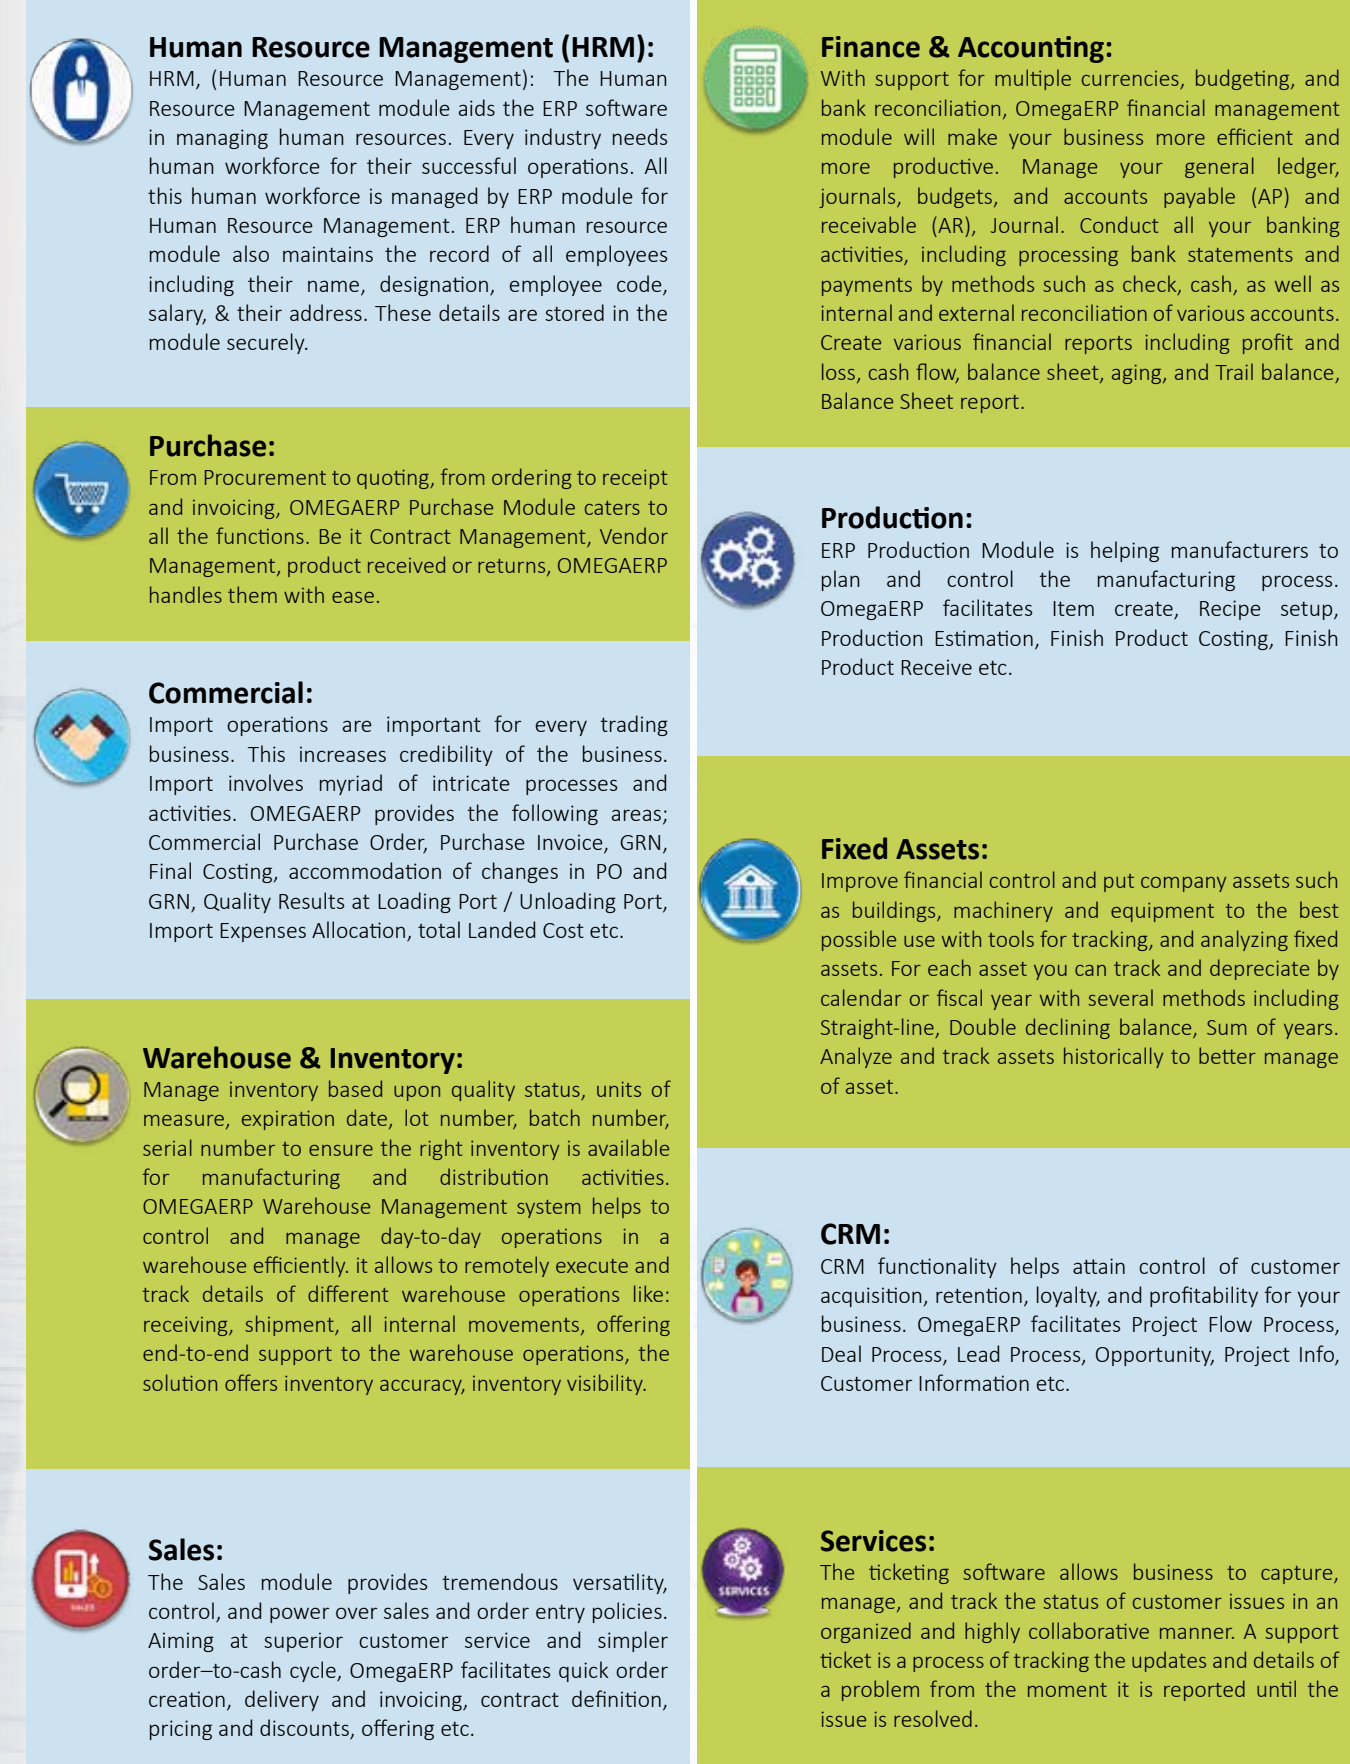 Human Resource Management (HRM):
HRM, (Human Resource Management): The Human
Resource Management module aids the ERP software
in managing human resources. Every industry needs
human workforce for their successful operations. All
this human workforce is managed by ERP module for
Human Resource Management. ERP human resource
module also maintains the record of all employees
including their name, designation, employee code,
salary, & their address. These details are stored in the
module securely.
Purchase:
From Procurement to quoting, from ordering to receipt
and invoicing, OMEGAERP Purchase Module caters to
all the functions. Be it Contract Management, Vendor
Management, product received or returns, OMEGAERP
handles them with ease.
Commercial:
Import operations are important for every trading
business. This increases credibility of the business.
Import involves myriad of intricate processes and
activities. OMEGAERP provides the following areas;
Commercial Purchase Order, Purchase Invoice, GRN,
Final Costing, accommodation of changes in PO and
GRN, Quality Results at Loading Port / Unloading Port,
Import Expenses Allocation, total Landed Cost etc.
Warehouse & Inventory:
Manage inventory based upon quality status, units of
measure, expiration date, lot number, batch number,
serial number to ensure the right inventory is available
for manufacturing and distribution activities.
OMEGAERP Warehouse Management system helps to
control and manage day-to-day operations in a
warehouse efficiently. it allows to remotely execute and
track details of different warehouse operations like:
receiving, shipment, all internal movements, offering
end-to-end support to the warehouse operations, the
solution offers inventory accuracy, inventory visibility.
SALES
Sales:
The Sales module provides tremendous versatility,
control, and power over sales and order entry policies.
Aiming at superior customer service and simpler
order–to-cash cycle, OmegaERP facilitates quick order
creation, delivery and invoicing, contract definition,
pricing and discounts, offering etc.
Finance & Accounting:
With support for multiple currencies, budgeting, and
bank reconciliation, OmegaERP financial management
module will make your business more efficient and
more productive. Manage your general ledger,
journals, budgets, and accounts payable (AP) and
receivable (AR), Journal. Conduct all your banking
activities, including processing bank statements and
payments by methods such as check, cash, as well as
internal and external reconciliation of various accounts.
Create various financial reports including profit and
loss, cash flow, balance sheet, aging, and Trail balance,
Balance Sheet report.
Production:
ERP Production Module is helping manufacturers to
plan and control the manufacturing process.
OmegaERP facilitates Item create, Recipe setup,
Production Estimation, Finish Product Costing, Finish
Product Receive etc.
Fixed Assets:
Improve financial control and put company assets such
as buildings, machinery and equipment to the best
possible use with tools for tracking, and analyzing fixed
assets. For each asset you can track and depreciate by
calendar or fiscal year with several methods including
Straight-line, Double declining balance, Sum of years.
Analyze and track assets historically to better manage
of asset.
CRM:
CRM functionality helps attain control of customer
acquisition, retention, loyalty, and profitability for your
business. OmegaERP facilitates Project Flow Process,
Deal Process, Lead Process, Opportunity, Project Info,
Customer Information etc.
SERVICES
Services:
The ticketing software allows business to capture,
manage, and track the status of customer issues in an
organized and highly collaborative manner. A support
ticket is a process of tracking the updates and details of
a problem from the moment it is reported until the
issue is resolved.